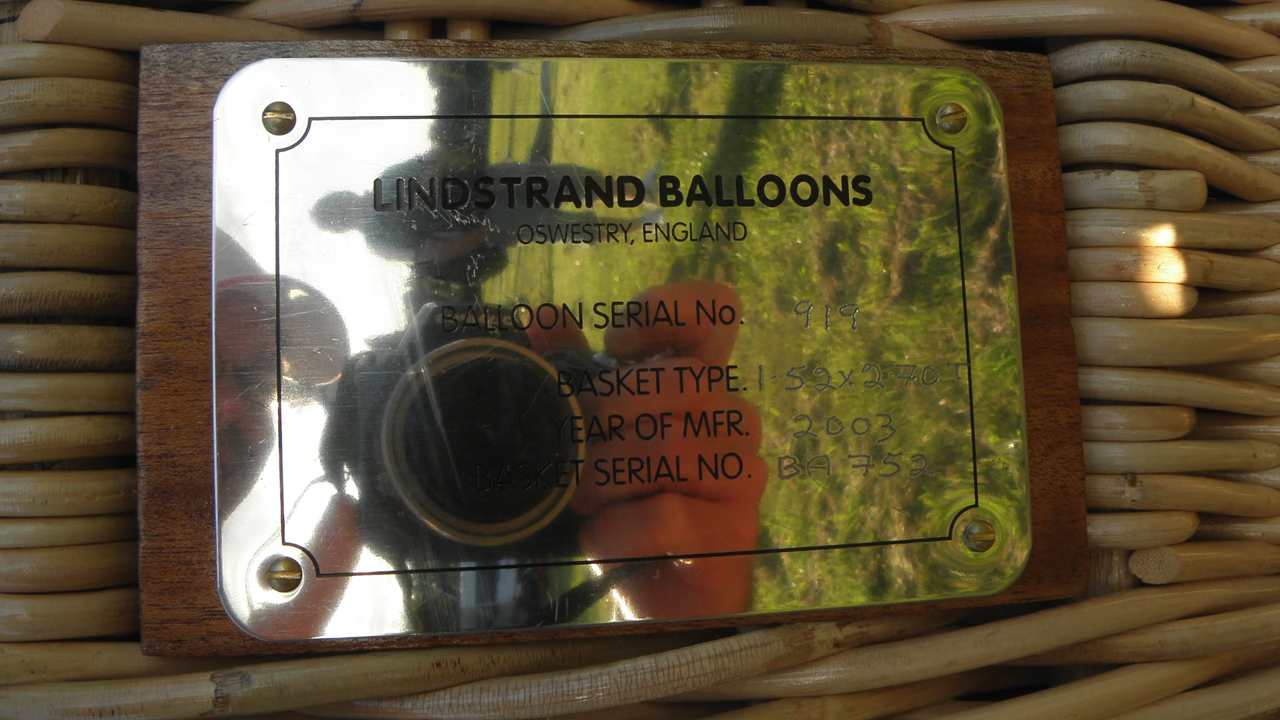 LINDSTRAND BALLOONS
OSWESTRY, ENGLAND
BALLOON SERIAL No. 919
BASKET TYPE. 1-52x2-70T
YEAR OF MFR. 2003
BASKET SERIAL NO. BA 752